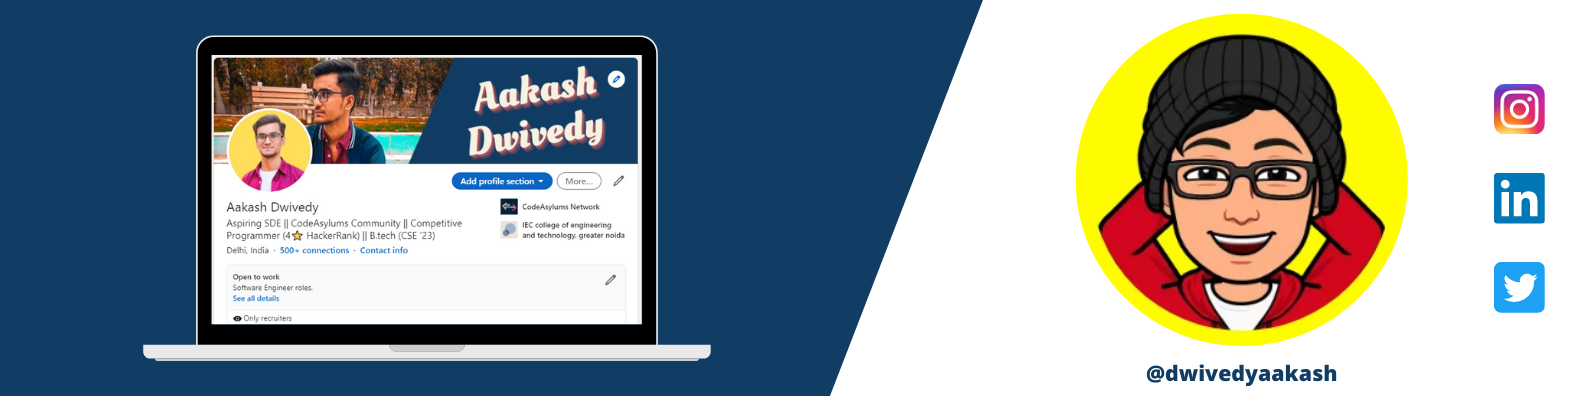 Aakash
Dwivedy
Add profile section
More...
Aakash Dwivedy
Aspiring SDE || CodeAsylums Community || Competitive
Programmer (4⭐ HackerRank) || B.tech (CSE '23)
Delhi, India · 500+ connections · Contact info
CodeAsylums Network
IEC college of engineering
and technology, greater noida
Open to work
Software Engineer roles.
See all details
Only recruiters
in
@dwivedyaakash